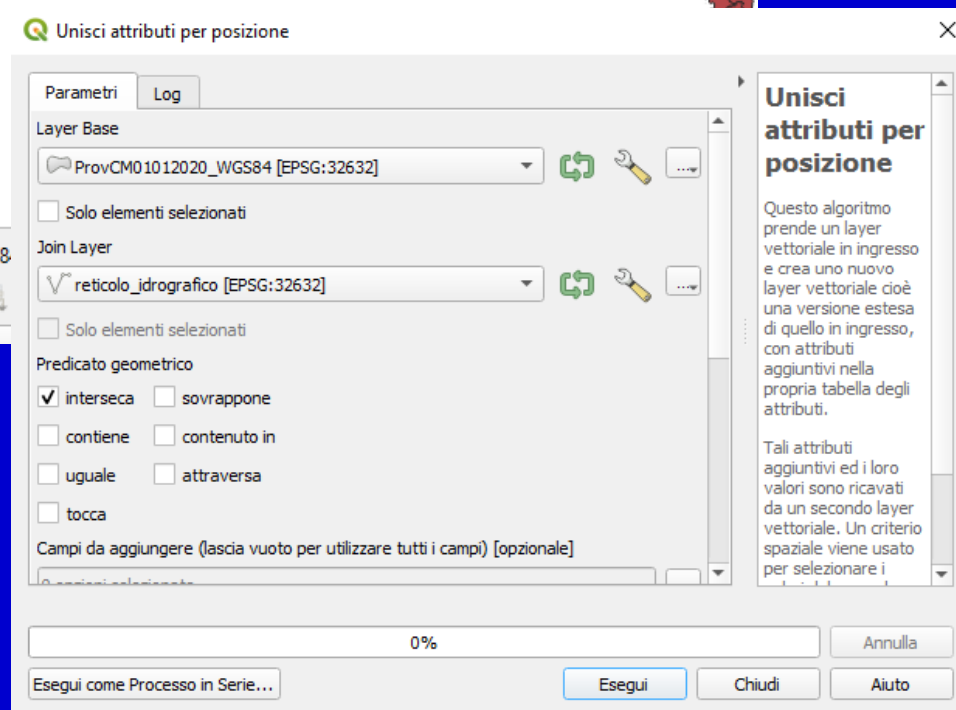 Unisci attributi per posizione
Parametri
Log
Layer Base
ProvCM01012020_WGS84 [EPSG:32632]
...
Solo elementi selezionati
Join Layer
reticolo_idrografico [EPSG:32632]
...
Solo elementi selezionati
Predicato geometrico
interseca
sovrappone
contiene
contenuto in
uguale
attraversa
tocca
Campi da aggiungere (lascia vuoto per utilizzare tutti i campi) [opzionale]
Unisci
attributi per
posizione
Questo algoritmo
prende un layer
vettoriale in ingresso
e crea uno nuovo
layer vettoriale cioè
una versione estesa
di quello in ingresso,
con attributi
aggiuntivi nella
propria tabella degli
attributi.
Tali attributi
aggiuntivi ed i loro
valori sono ricavati
da un secondo layer
vettoriale. Un criterio
spaziale viene usato
per selezionare i
0%
Annulla
Esegui come Processo in Serie...
Esegui
Chiudi
Aiuto